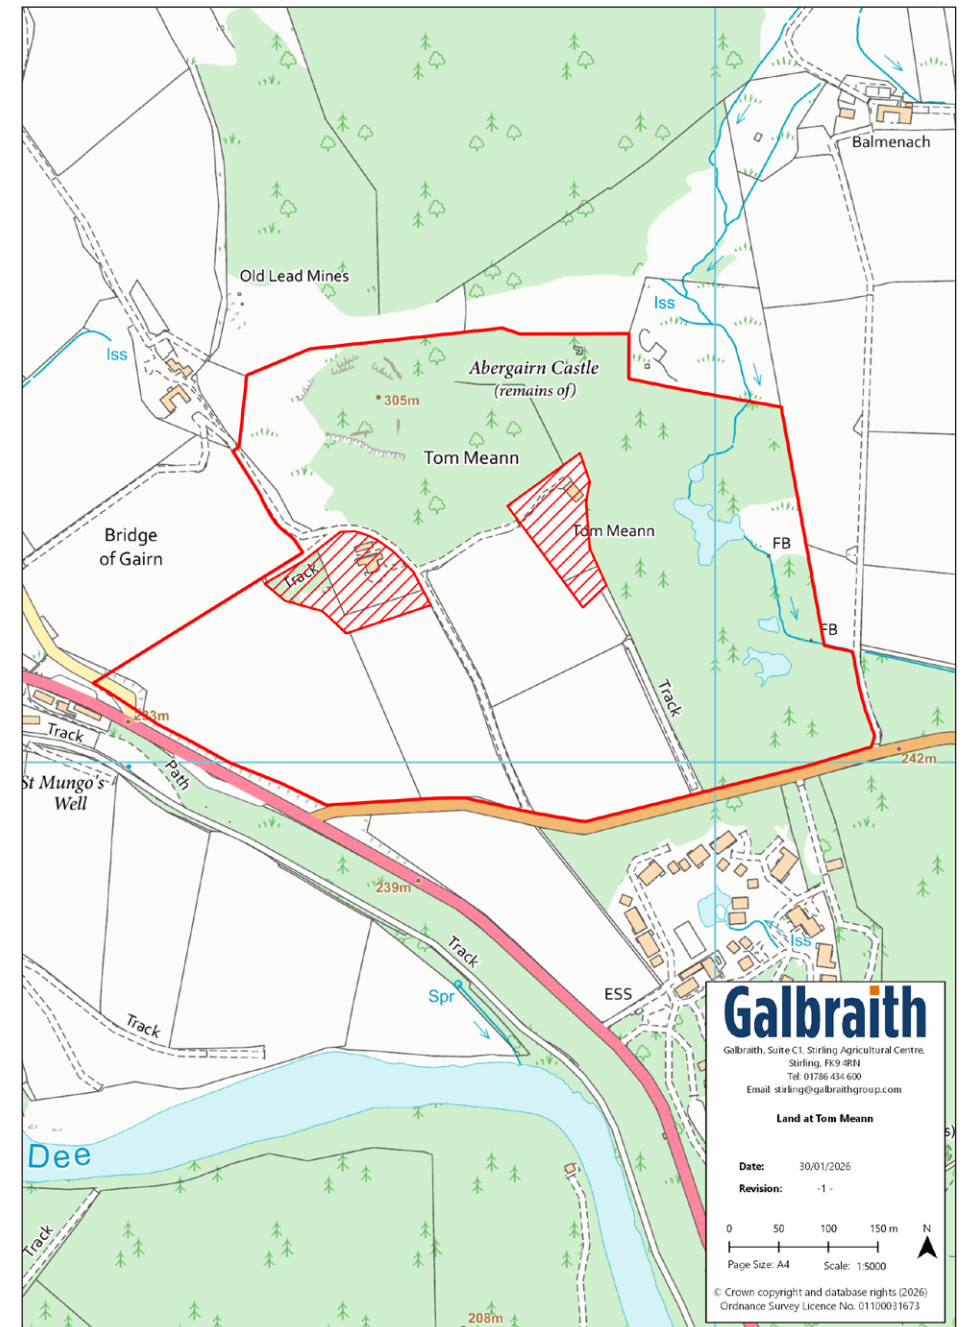 Balmenach
Old Lead Mines
Iss
Iss
Abergairn Castle
(remains of)
305m
Tom Meann
Bridge
of Gairn
Tom Meann
FB
Track
FB
Track
233m
Track
242m
Path
St Mungo's
Well
239m
Track
Iss
Spr
ESS
Track
Galbraith
Galbraith, Suite C1, Stirling Agricultural Centre,
Stirling, FK9 4RN
Tel: 01786 434 600
Email: stirling@galbraithgroup.com
Land at Tom Meann
s)
Dee
Date: 30/01/2026
Revision: -1 -
Track
0 50 100 150 m N
Page Size: A4 Scale: 1:5000
© Crown copyright and database rights (2026)
Ordnance Survey Licence No. 01100031673
208m